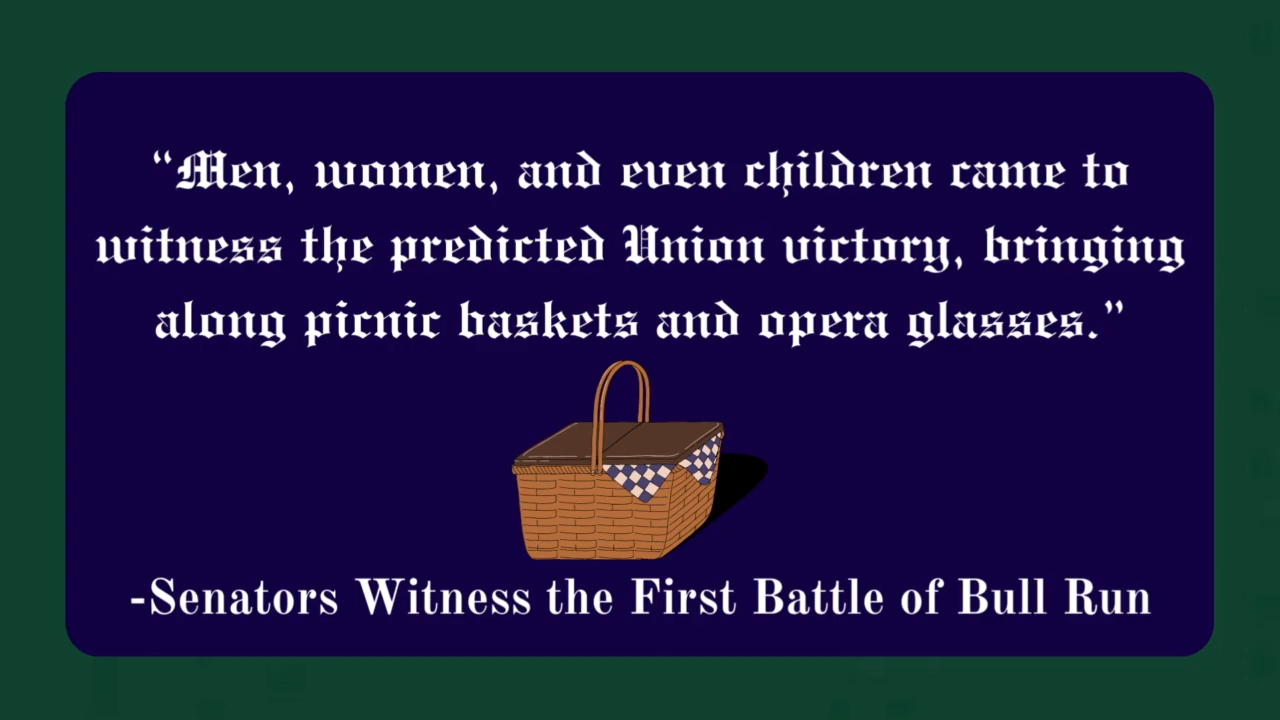 “Men, women, and even children came to
witness the predicted Union victory, bringing
along picnic baskets and opera glasses.”
-Senators Witness the First Battle of Bull Run